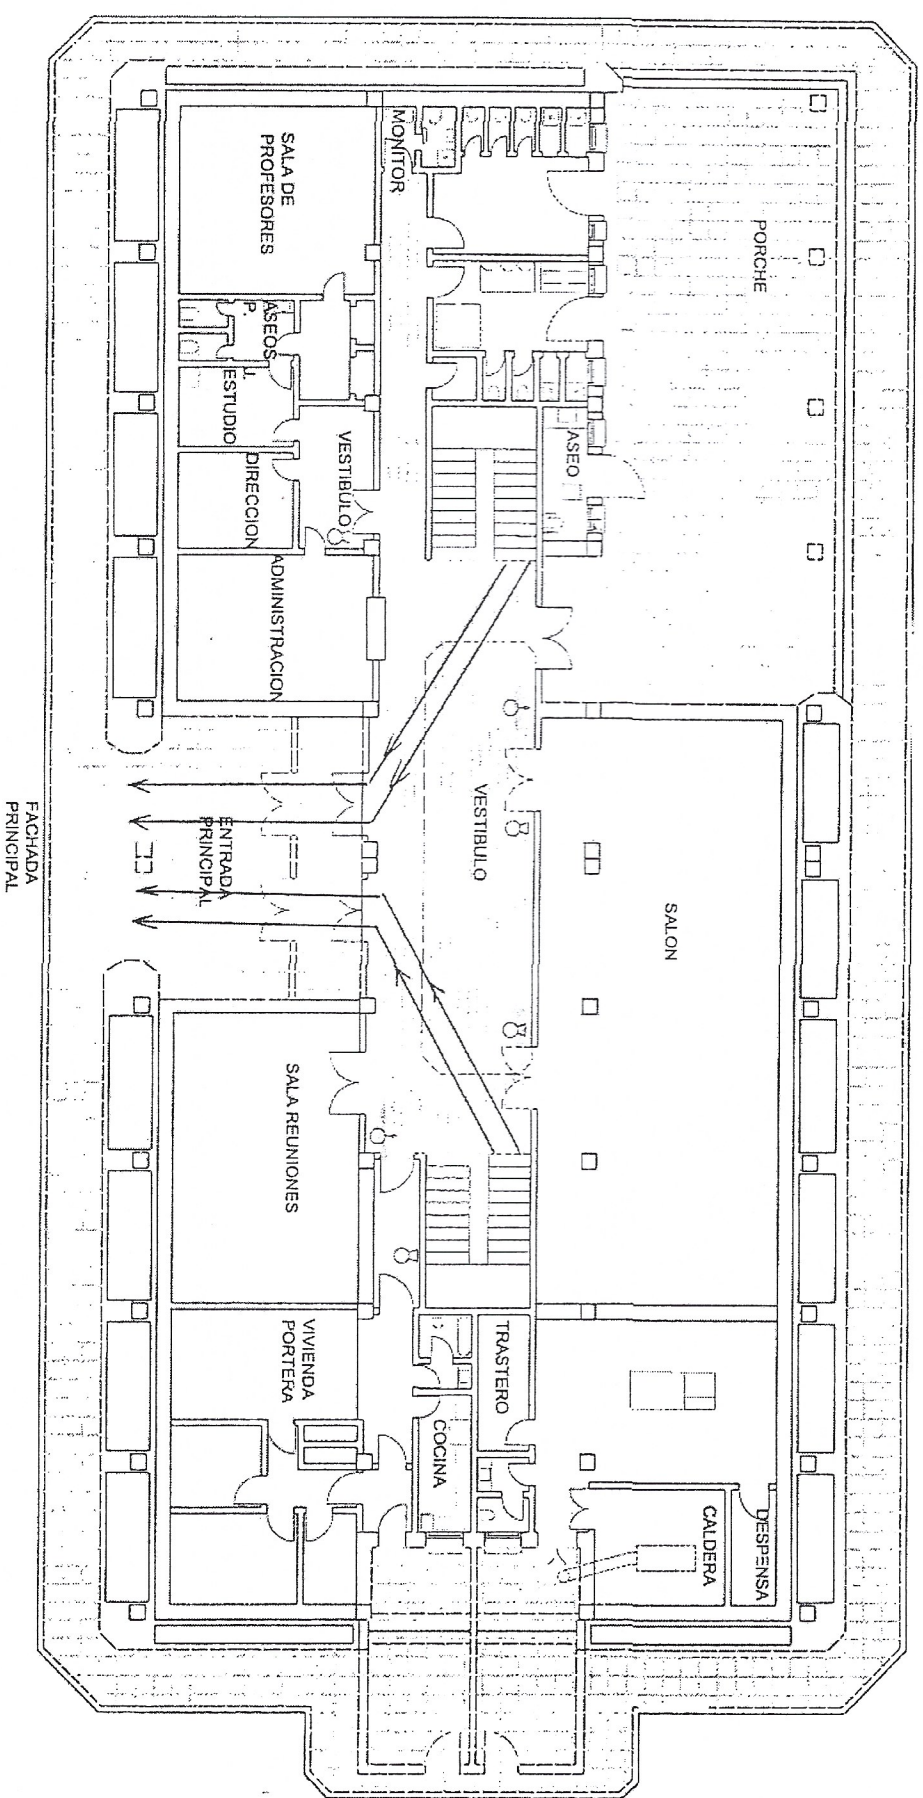 MONITOR
SALA DE
PROFESORES
PORCHE
ASEOS
P.
J.
ESTUDIO
VESTIBULO
ASEO
DIRECCION
ADMINISTRACION
VESTIBULO
FACHADA
PRINCIPAL
ENTRADA
PRINCIPAL
SALON
SALA REUNIONES
VIVIENDA
PORTERA
TRASTERO
COCINA
CALDERA
DESPENSA